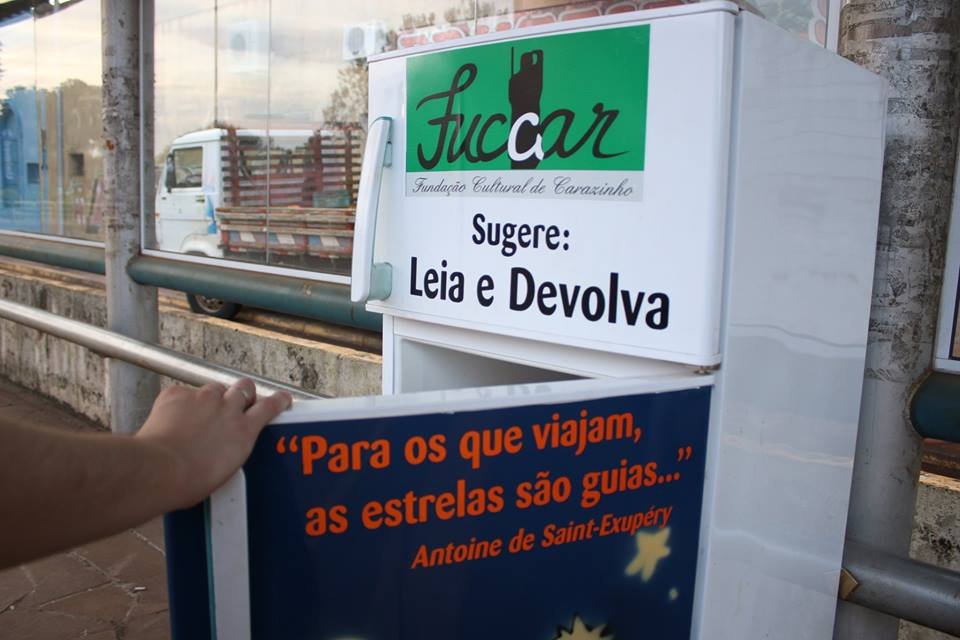 Fuccar
Fundação Cultural de Carazinho
Sugere:
Leia e Devolva
“Para os que viajam,
as estrelas são guias...”
Antoine de Saint-Exupéry